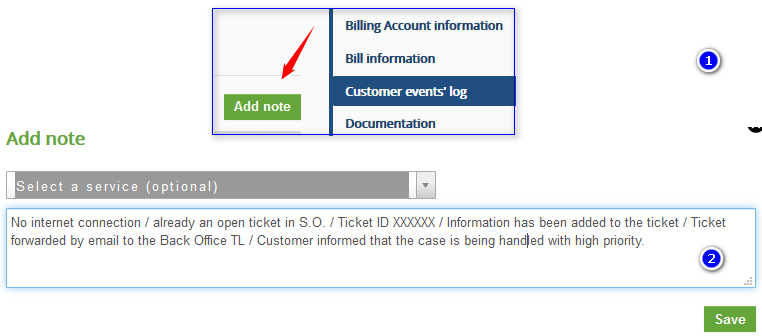 Billing Account information
Bill information
Customer events' log
Add note
Documentation
1
Add note
Select a service (optional)
No internet connection / already an open ticket in S.O. / Ticket ID XXXXXX / Information has been added to the ticket / Ticket
forwarded by email to the Back Office TL / Customer informed that the case is being handled with high priority.
2
Save